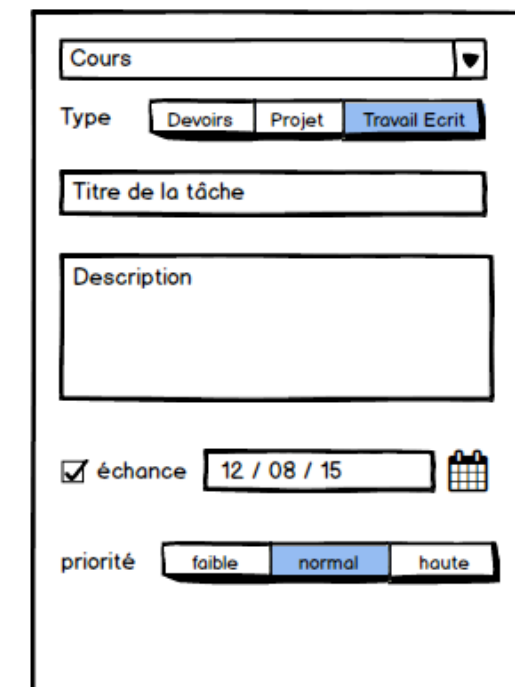 Cours
Type Devoirs Projet Travail Ecrit
Titre de la tâche
Description
échance 12 / 08 / 15
priorité faible normal haute